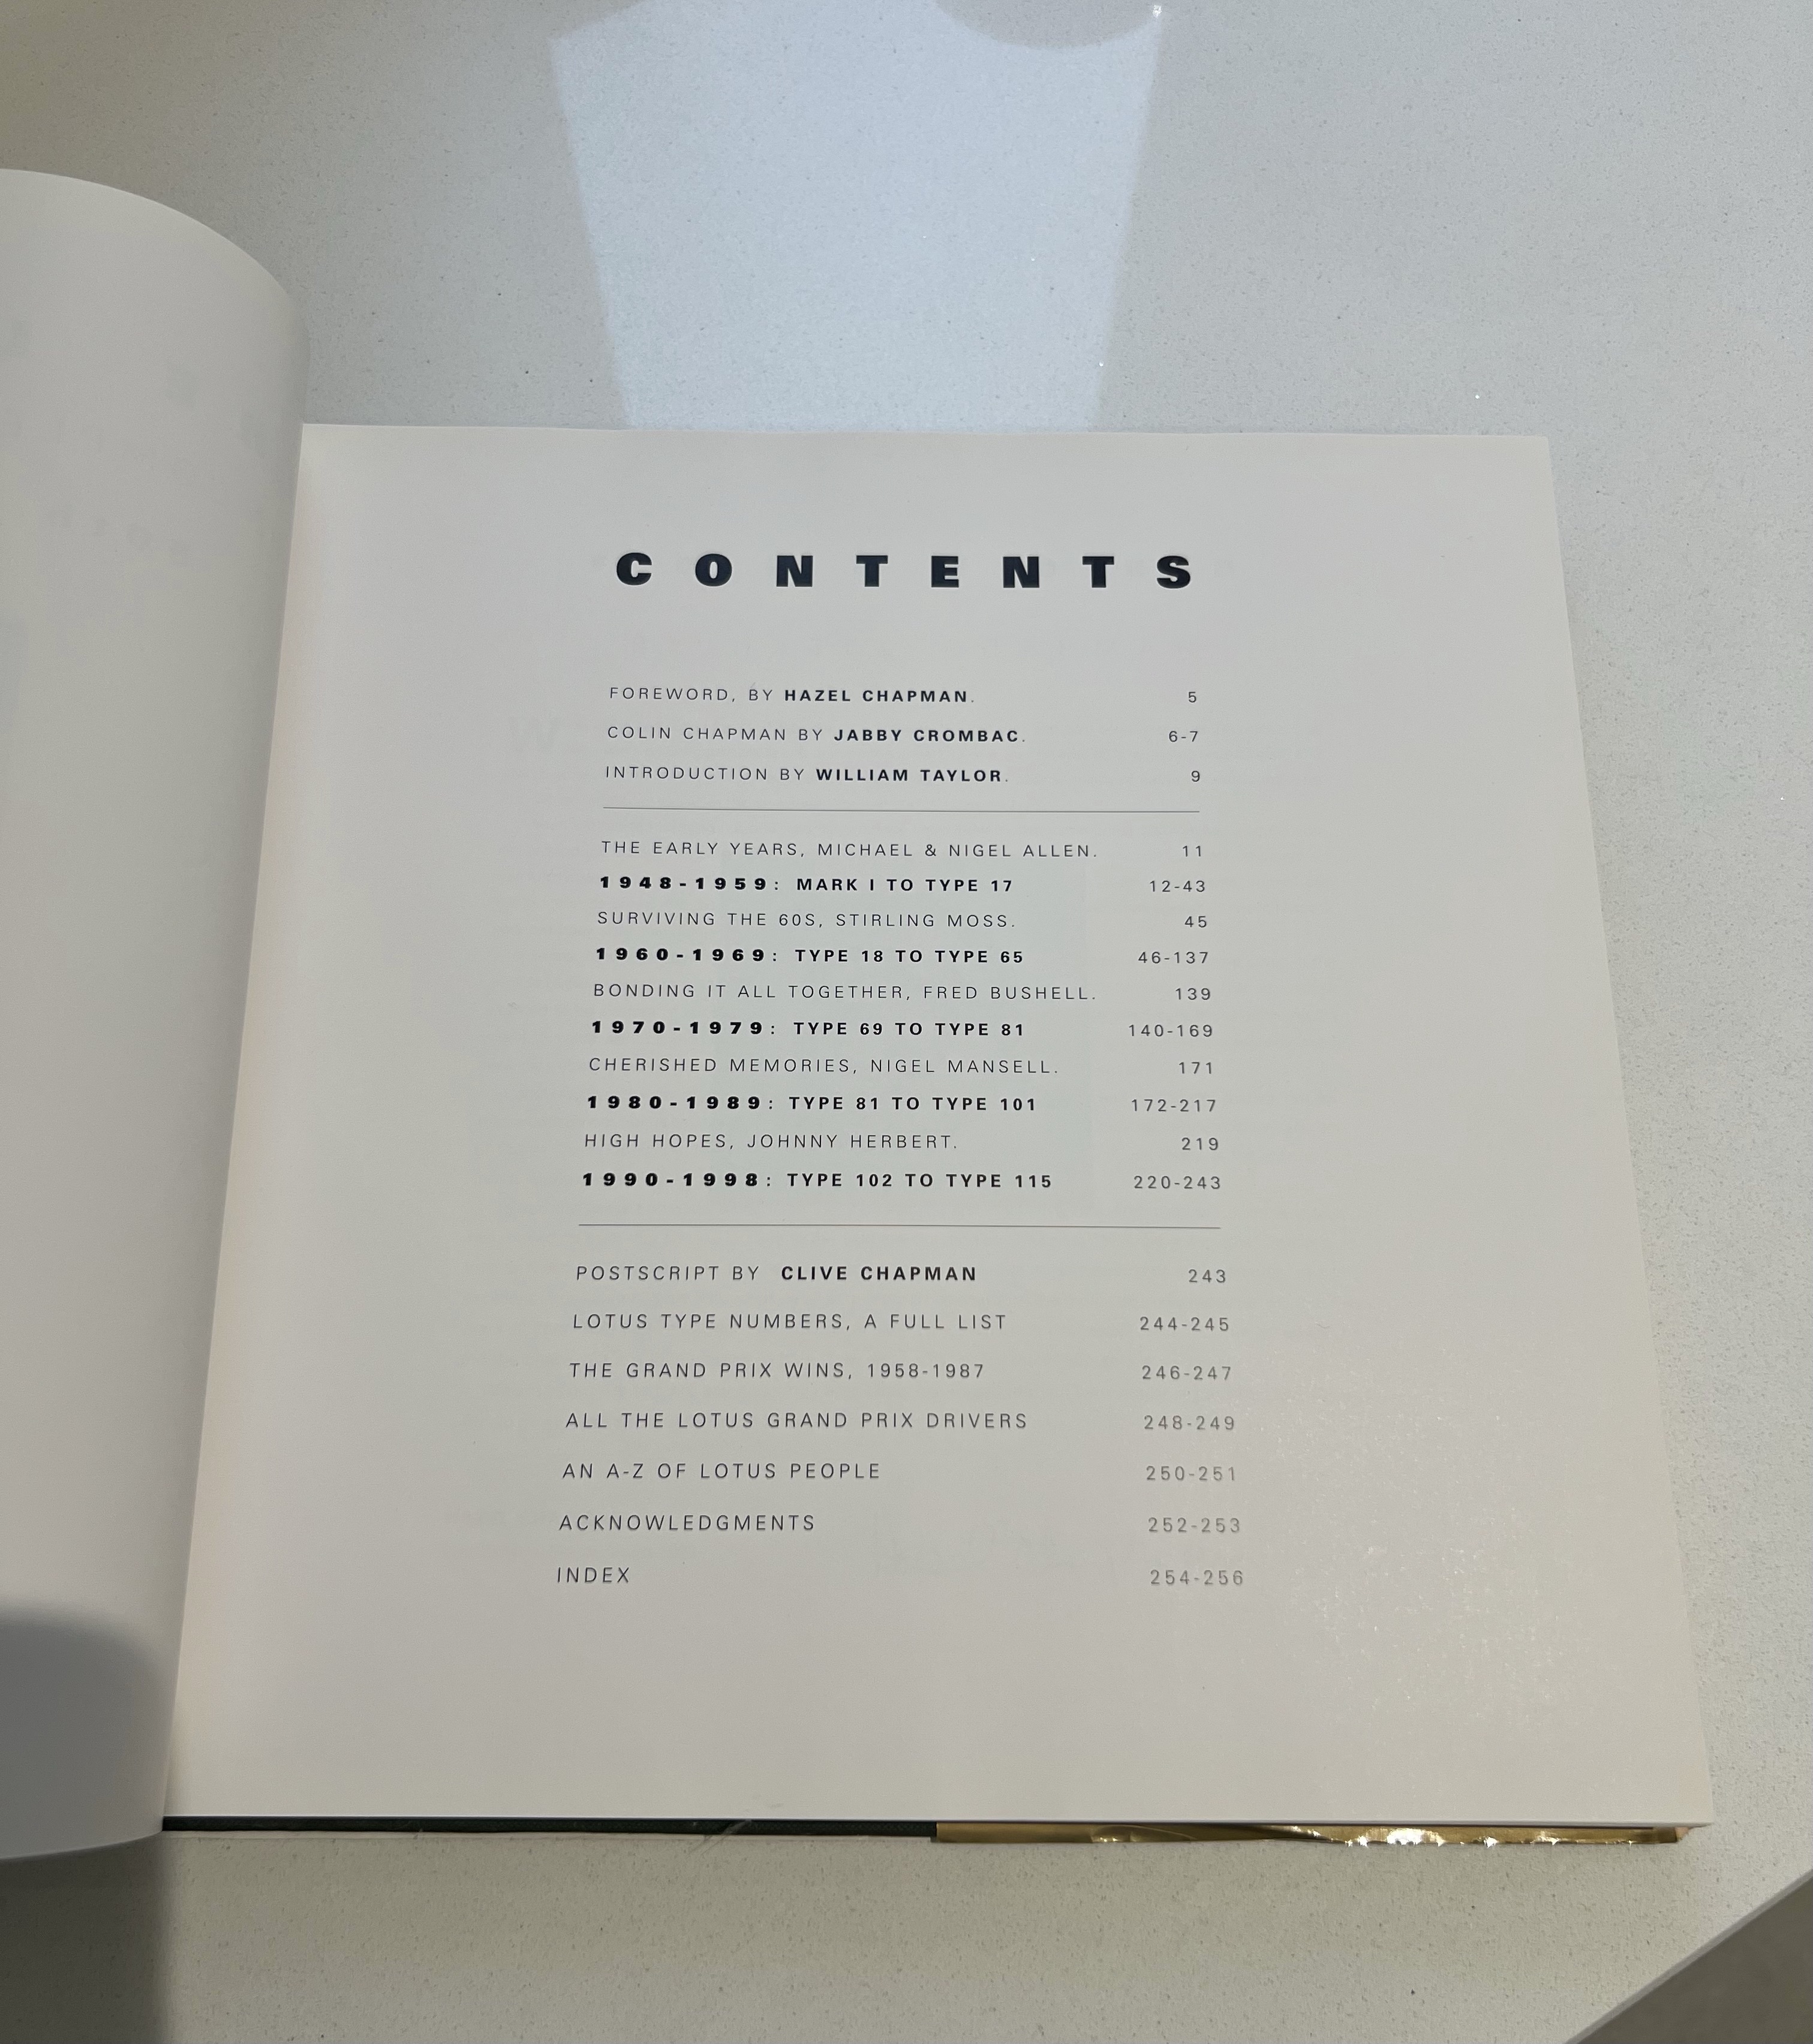 CONTENTS
FOREWORD, BY HAZEL CHAPMAN. 5
COLIN CHAPMAN BY JABBY CROMBAC. 6-7
INTRODUCTION BY WILLIAM TAYLOR. 9
THE EARLY YEARS, MICHAEL & NIGEL ALLEN. 11
1948-1959: MARK I TO TYPE 17 12-43
SURVIVING THE 60S, STIRLING MOSS. 45
1960-1969: TYPE 18 TO TYPE 65 46-137
BONDING IT ALL TOGETHER, FRED BUSHELL. 139
1970-1979: TYPE 69 TO TYPE 81 140-169
CHERISHED MEMORIES, NIGEL MANSELL. 171
1980-1989: TYPE 81 TO TYPE 101 172-217
HIGH HOPES, JOHNNY HERBERT. 219
1990-1998: TYPE 102 TO TYPE 115 220-243
POSTSCRIPT BY CLIVE CHAPMAN 243
LOTUS TYPE NUMBERS, A FULL LIST 244-245
THE GRAND PRIX WINS, 1958-1987 246-247
ALL THE LOTUS GRAND PRIX DRIVERS 248-249
AN A-Z OF LOTUS PEOPLE 250-251
ACKNOWLEDGMENTS 252-253
INDEX 254-256